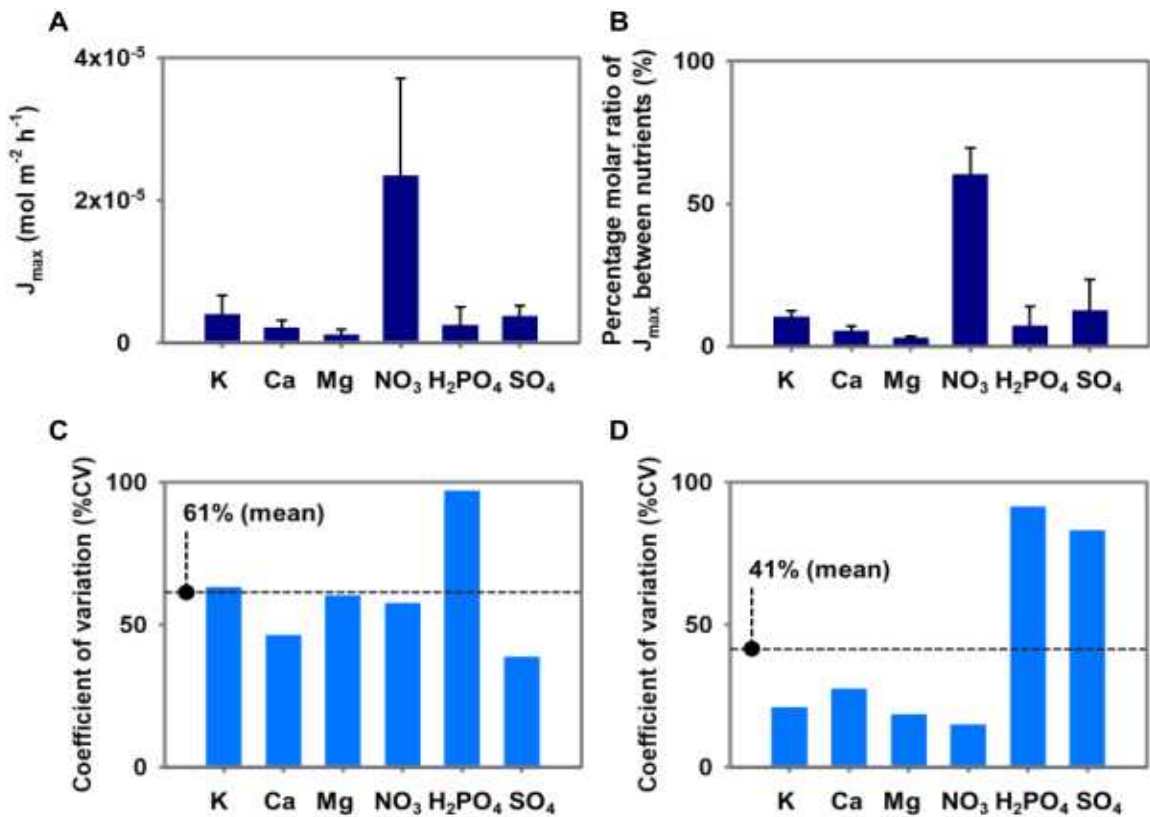 A
J_max (mol m⁻² h⁻¹)
4x10⁻⁵
2x10⁻⁵
0
K Ca Mg NO₃ H₂PO₄ SO₄
B
Percentage molar ratio of
J_max between nutrients (%)
100
50
0
K Ca Mg NO₃ H₂PO₄ SO₄
C
Coefficient of variation (%CV)
100
61% (mean)
50
0
K Ca Mg NO₃ H₂PO₄ SO₄
D
Coefficient of variation (%CV)
100
41% (mean)
50
0
K Ca Mg NO₃ H₂PO₄ SO₄